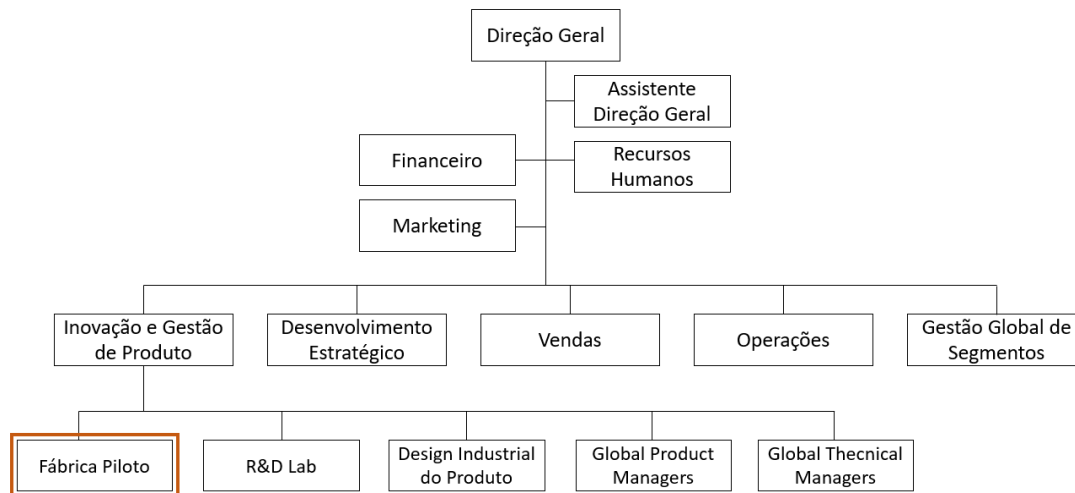 Direção Geral
Assistente
Direção Geral
Financeiro
Recursos
Humanos
Marketing
Inovação e Gestão
de Produto
Desenvolvimento
Estratégico
Vendas
Operações
Gestão Global de
Segmentos
Fábrica Piloto
R&D Lab
Design Industrial
do Produto
Global Product
Managers
Global Thecnical
Managers